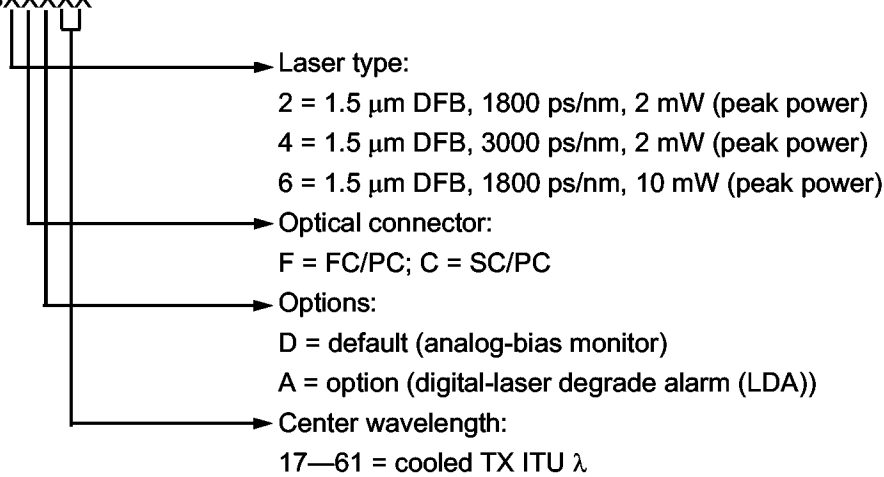 Laser type:
2 = 1.5 μm DFB, 1800 ps/nm, 2 mW (peak power)
4 = 1.5 μm DFB, 3000 ps/nm, 2 mW (peak power)
6 = 1.5 μm DFB, 1800 ps/nm, 10 mW (peak power)
Optical connector:
F = FC/PC; C = SC/PC
Options:
D = default (analog-bias monitor)
A = option (digital-laser degrade alarm (LDA))
Center wavelength:
17—61 = cooled TX ITU λ